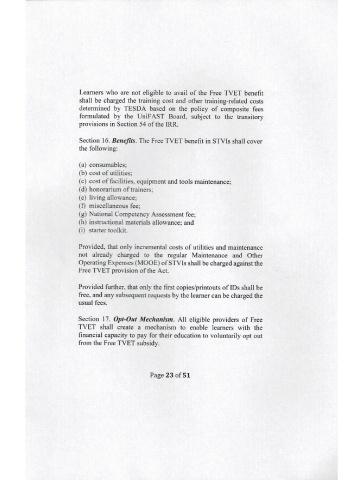 Learners who are not eligible to avail of the Free TVET benefit
shall be charged the training cost and other training-related costs
determined by TESDA based on the policy of composite fees
formulated by the UniFAST Board, subject to the transitory
provisions in Section 54 of the IRR.
Section 16. Benefits. The Free TVET benefit in STVIs shall cover
the following:
(a) consumables;
(b) cost of utilities;
(c) cost of facilities, equipment and tools maintenance;
(d) honorarium of trainers;
(e) living allowance;
(f) miscellaneous fee;
(g) National Competency Assessment fee;
(h) instructional materials allowance; and
(i) starter toolkit.
Provided, that only incremental costs of utilities and maintenance
not already charged to the regular Maintenance and Other
Operating Expenses (MOOE) of STVIs shall be charged against the
Free TVET provision of the Act.
Provided further, that only the first copies/printouts of IDs shall be
free, and any subsequent requests by the learner can be charged the
usual fees.
Section 17. Opt-Out Mechanism. All eligible providers of Free
TVET shall create a mechanism to enable learners with the
financial capacity to pay for their education to voluntarily opt out
from the Free TVET subsidy.
Page 23 of 51